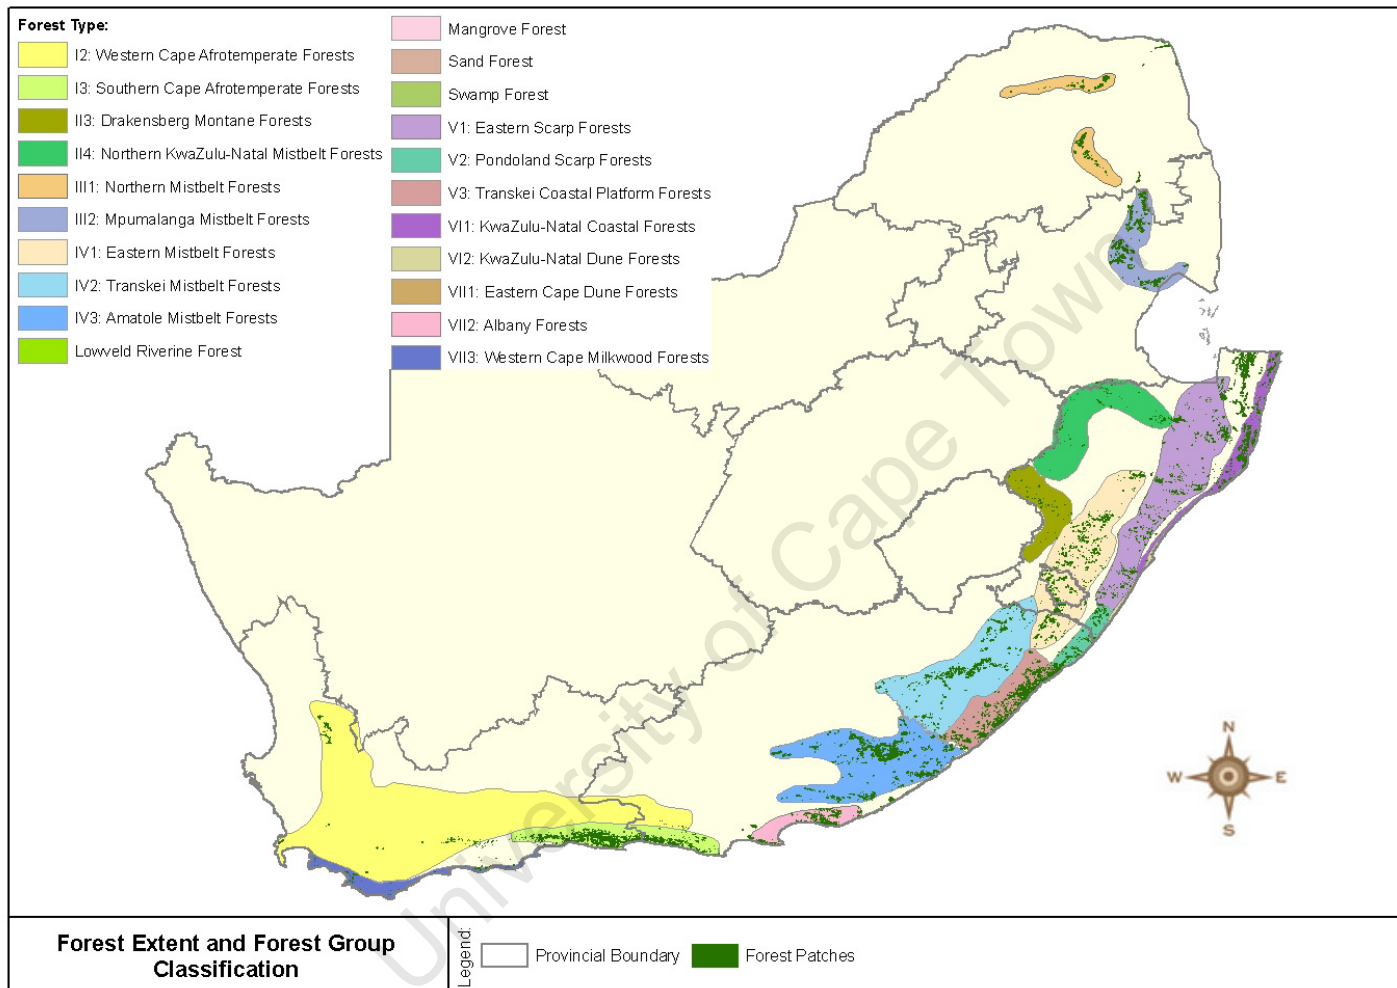 Forest Type:
I2: Western Cape Afrotemperate Forests
I3: Southern Cape Afrotemperate Forests
II3: Drakensberg Montane Forests
II4: Northern KwaZulu-Natal Mistbelt Forests
III1: Northern Mistbelt Forests
III2: Mpumalanga Mistbelt Forests
IV1: Eastern Mistbelt Forests
IV2: Transkei Mistbelt Forests
IV3: Amatole Mistbelt Forests
Lowveld Riverine Forest
Mangrove Forest
Sand Forest
Swamp Forest
V1: Eastern Scarp Forests
V2: Pondoland Scarp Forests
V3: Transkei Coastal Platform Forests
VI1: KwaZulu-Natal Coastal Forests
VI2: KwaZulu-Natal Dune Forests
VII1: Eastern Cape Dune Forests
VII2: Albany Forests
VII3: Western Cape Milkwood Forests
University of Cape Town
N
W
E
S
Forest Extent and Forest Group
Classification
Legend:
Provincial Boundary
Forest Patches